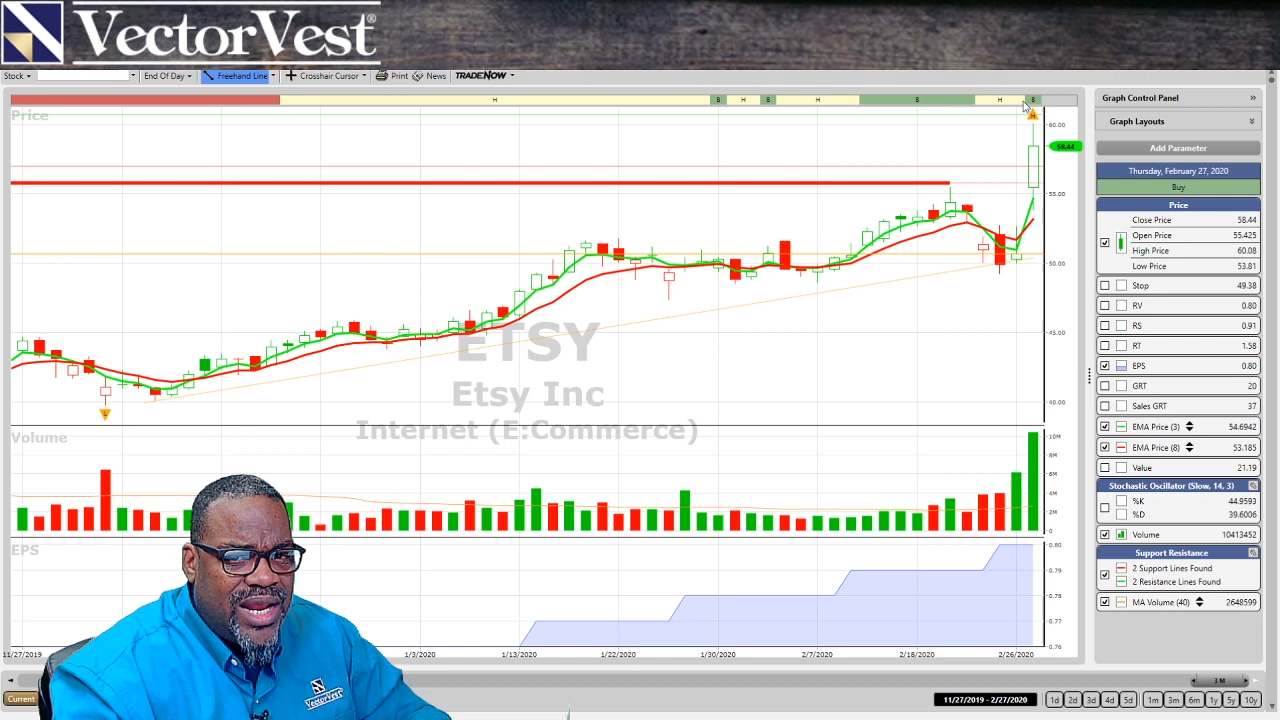 VectorVest®
Stock
End Of Day
Freehand Line
Crosshair Cursor
Print
News
TRADENOW
H
B
H
B
H
B
H
B
Price
H
60.00
58.44
55.00
50.00
45.00
40.00
ETSY
Etsy Inc
Internet (E:Commerce)
L
Volume
10M
8M
6M
4M
2M
0
EPS
0.80
0.79
0.78
0.77
0.76
11/27/2019
1/3/2020
1/13/2020
1/22/2020
1/30/2020
2/7/2020
2/18/2020
2/26/2020
3 M
Current
11/27/2019 - 2/27/2020
1d 2d 3d 4d 5d 1m 3m 6m 1y 5y 10y
VectorVest
Graph Control Panel
Graph Layouts
Add Parameter
Thursday, February 27, 2020
Buy
Price
Close Price 58.44
Open Price 55.425
High Price 60.08
Low Price 53.81
Stop 49.38
RV 0.80
RS 0.91
RT 1.58
EPS 0.80
GRT 20
Sales GRT 37
EMA Price (3) 54.6942
EMA Price (8) 53.185
Value 21.19
Stochastic Oscillator (Slow, 14, 3)
%K 44.9593
%D 39.6006
Volume 10413452
Support Resistance
2 Support Lines Found
2 Resistance Lines Found
MA Volume (40) 2648599